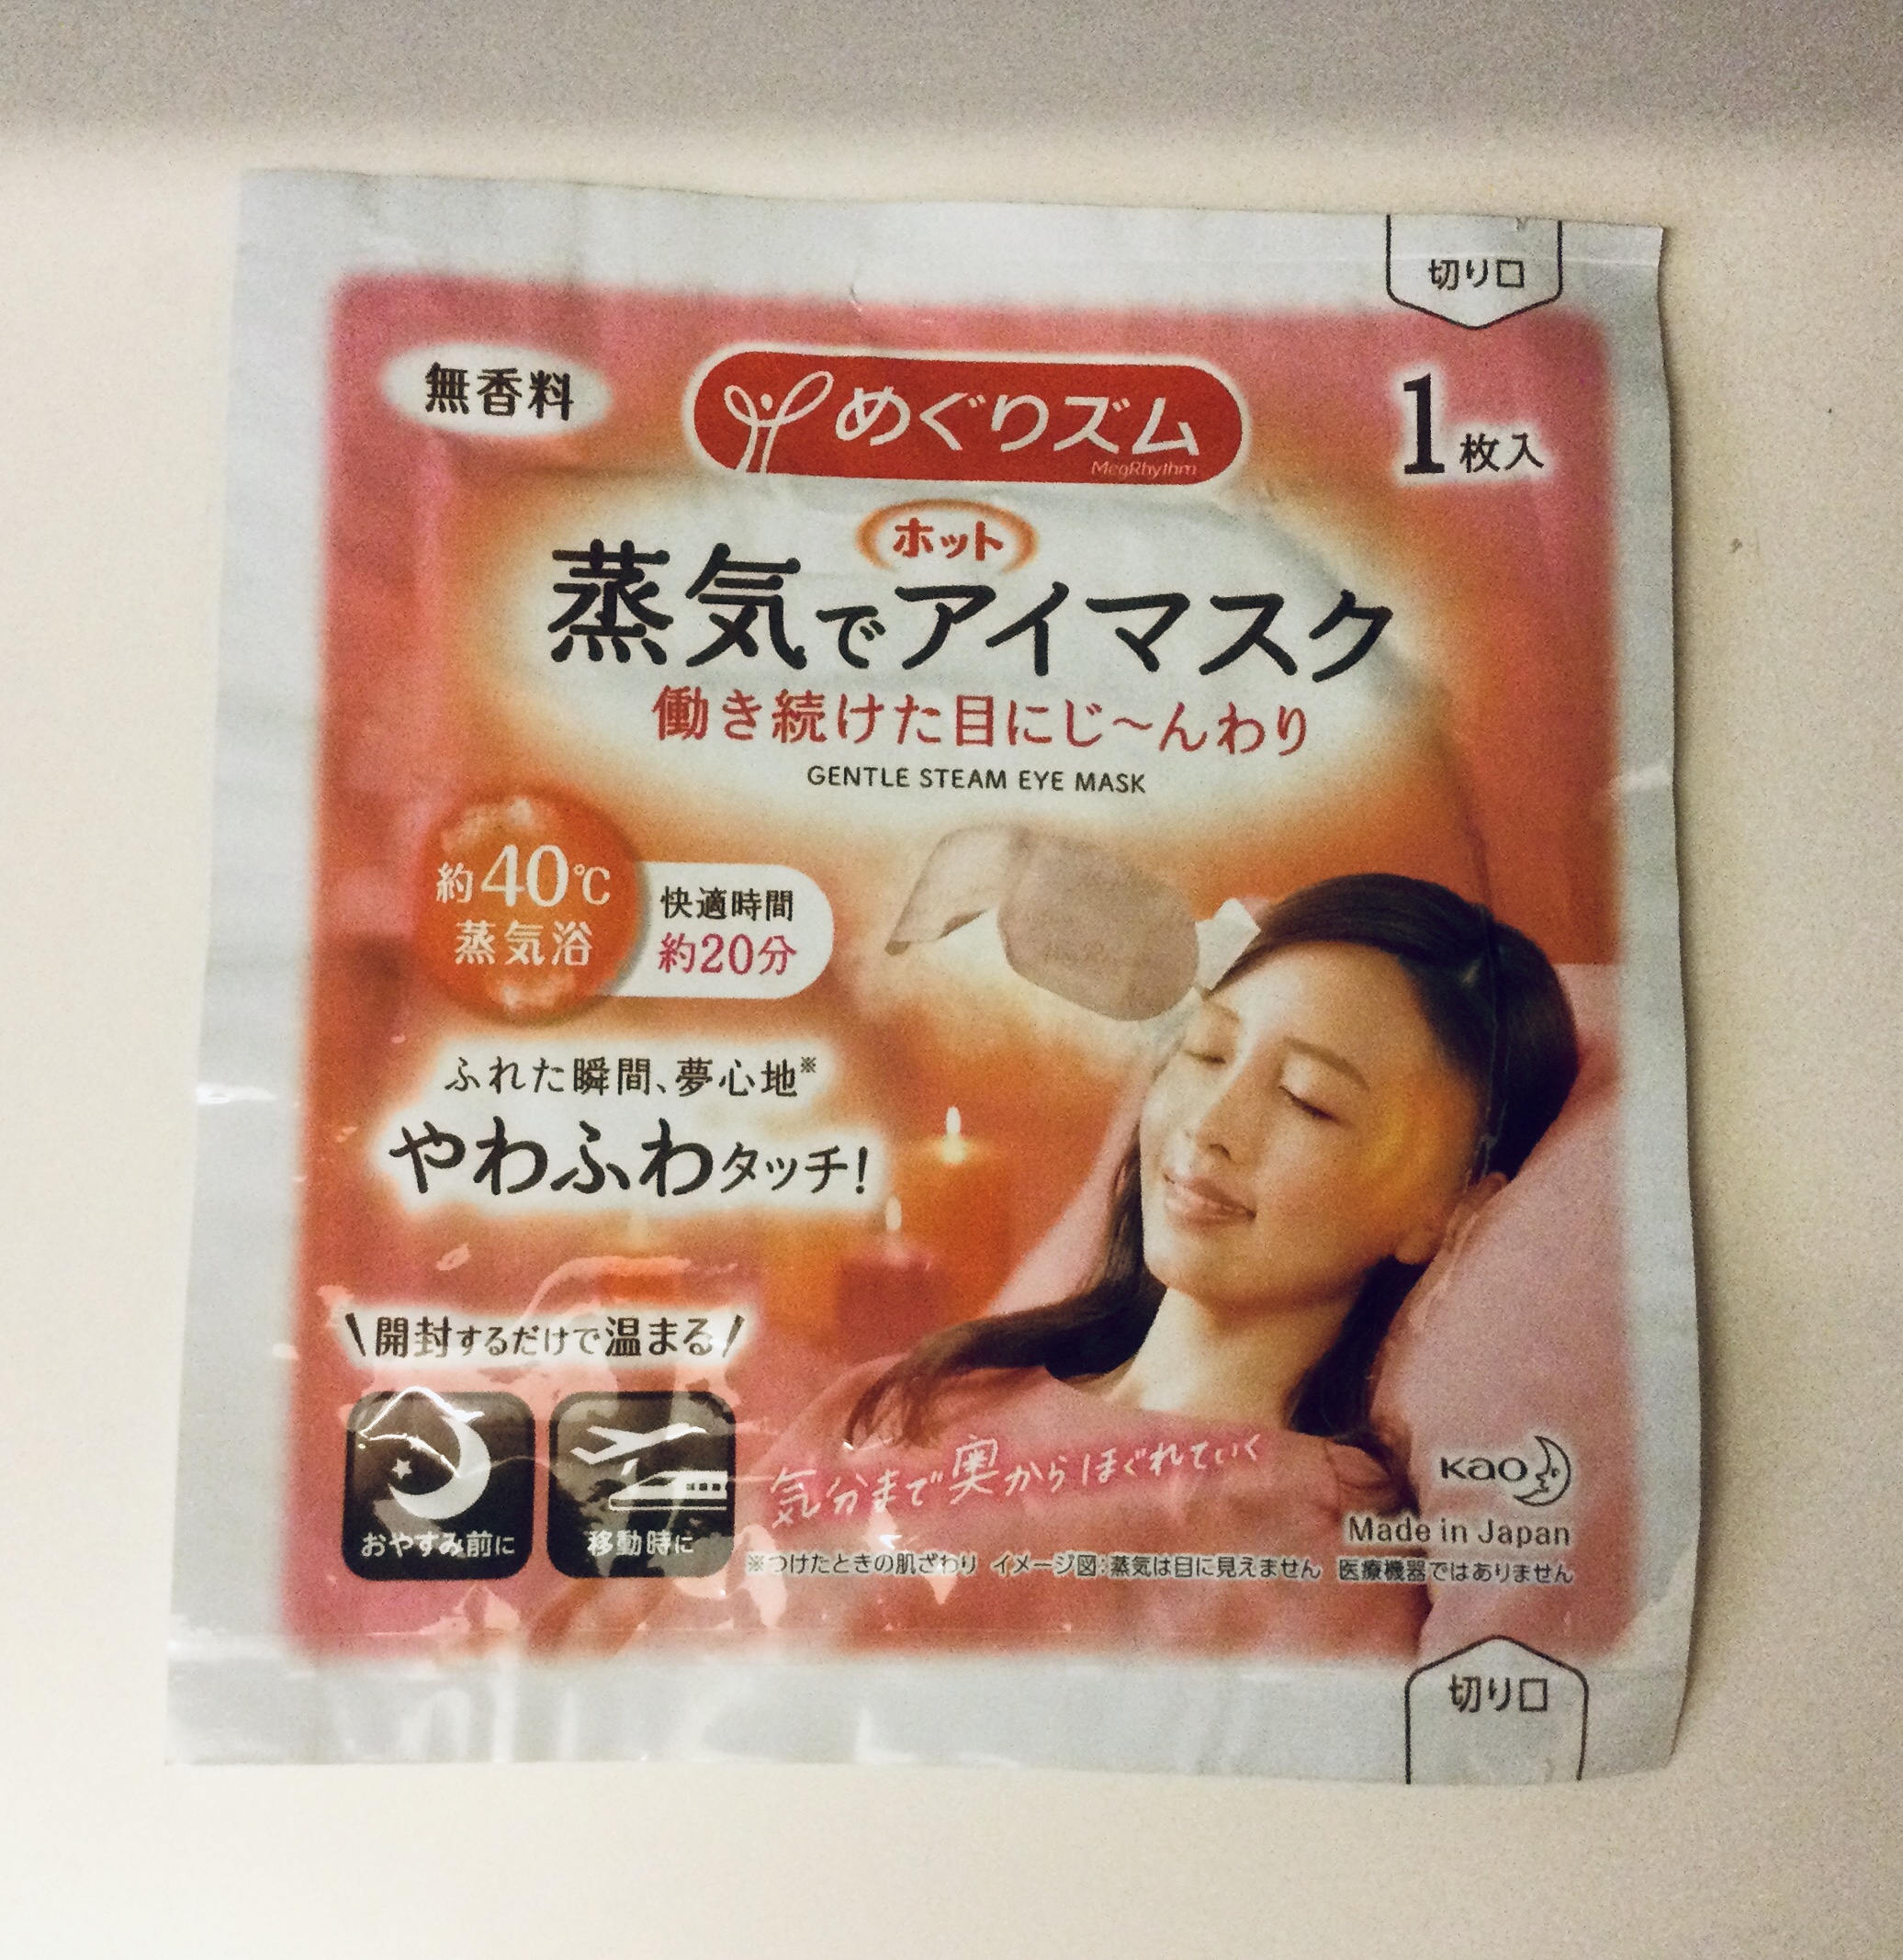 切り口
無香料
めぐりズム
MegRhythm
1枚入
ホット
蒸気でアイマスク
働き続けた目にじ〜んわり
GENTLE STEAM EYE MASK
約40℃
蒸気浴
快適時間
約20分
ふれた瞬間、夢心地※
やわふわタッチ!
\開封するだけで温まる/
おやすみ前に
移動時に
気分まで奥からほぐれていく
Kao
Made in Japan
※つけたときの肌ざわり イメージ図:蒸気は目に見えません 医療機器ではありません
切り口